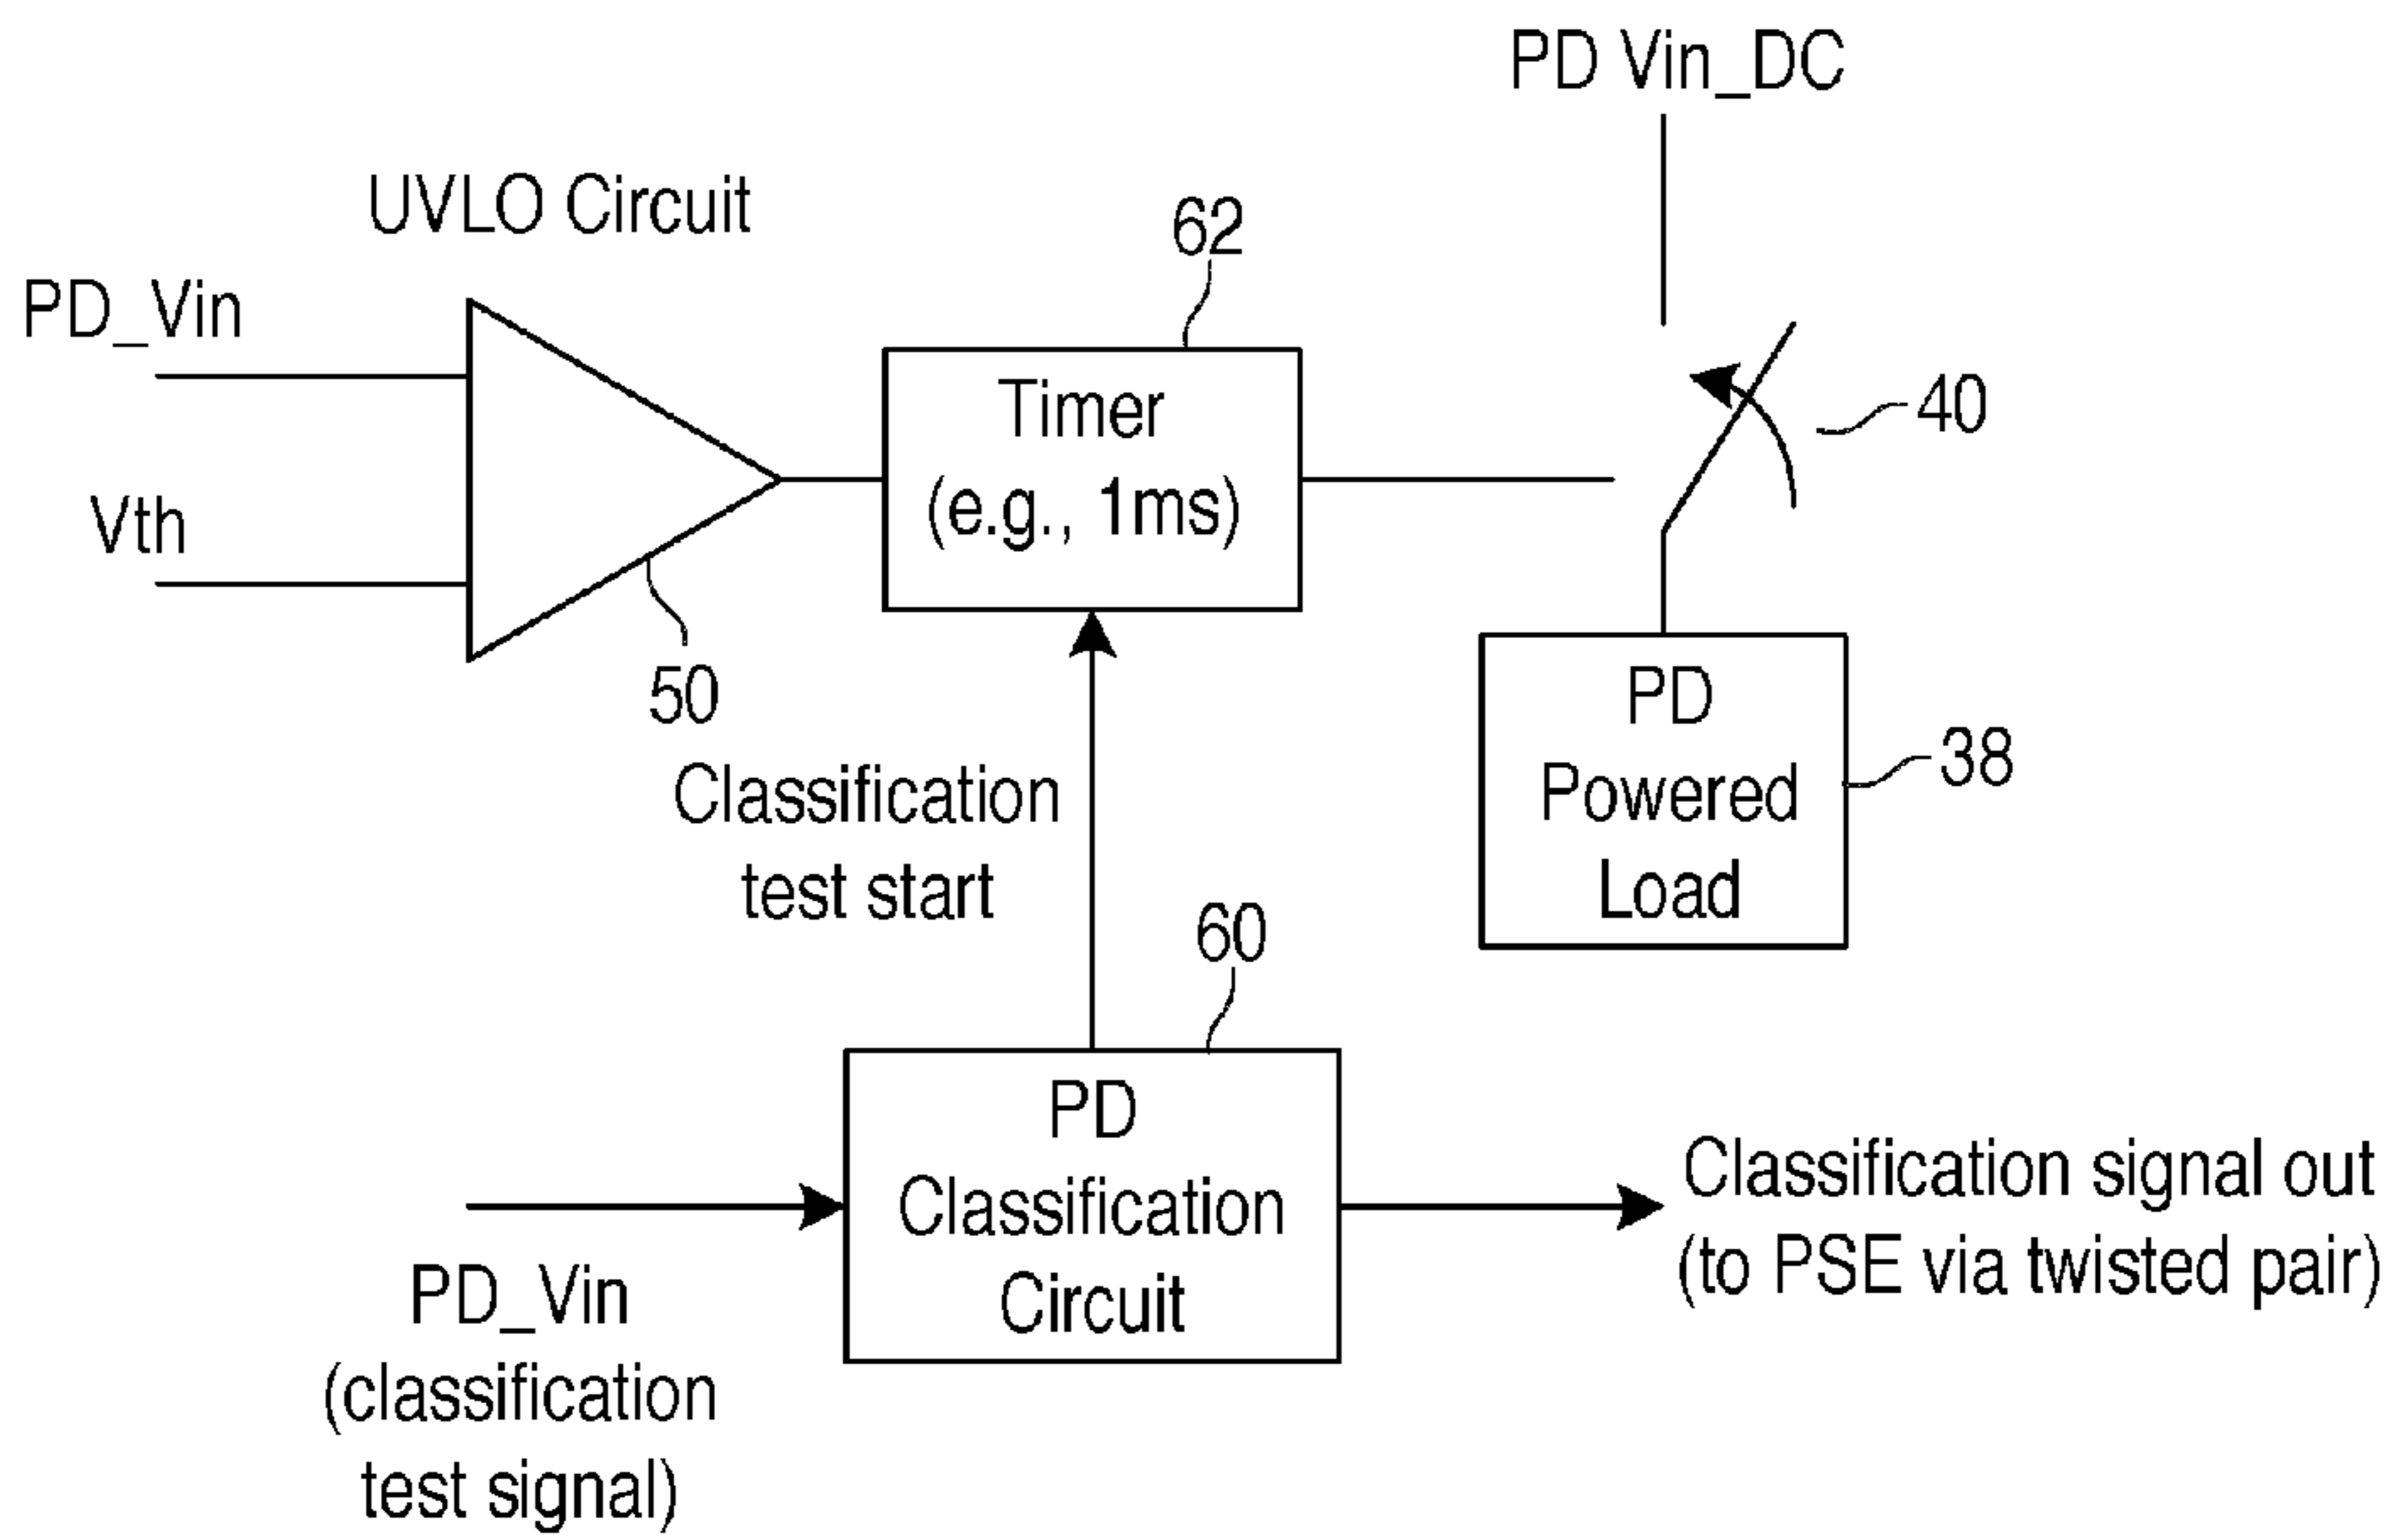 PD Vin_DC
UVLO Circuit
62
PD_Vin
Timer
(e.g., 1ms)
40
Vth
50
PD
Powered
Load
38
Classification
test start
60
PD
Classification
Circuit
Classification signal out
(to PSE via twisted pair)
PD_Vin
(classification
test signal)